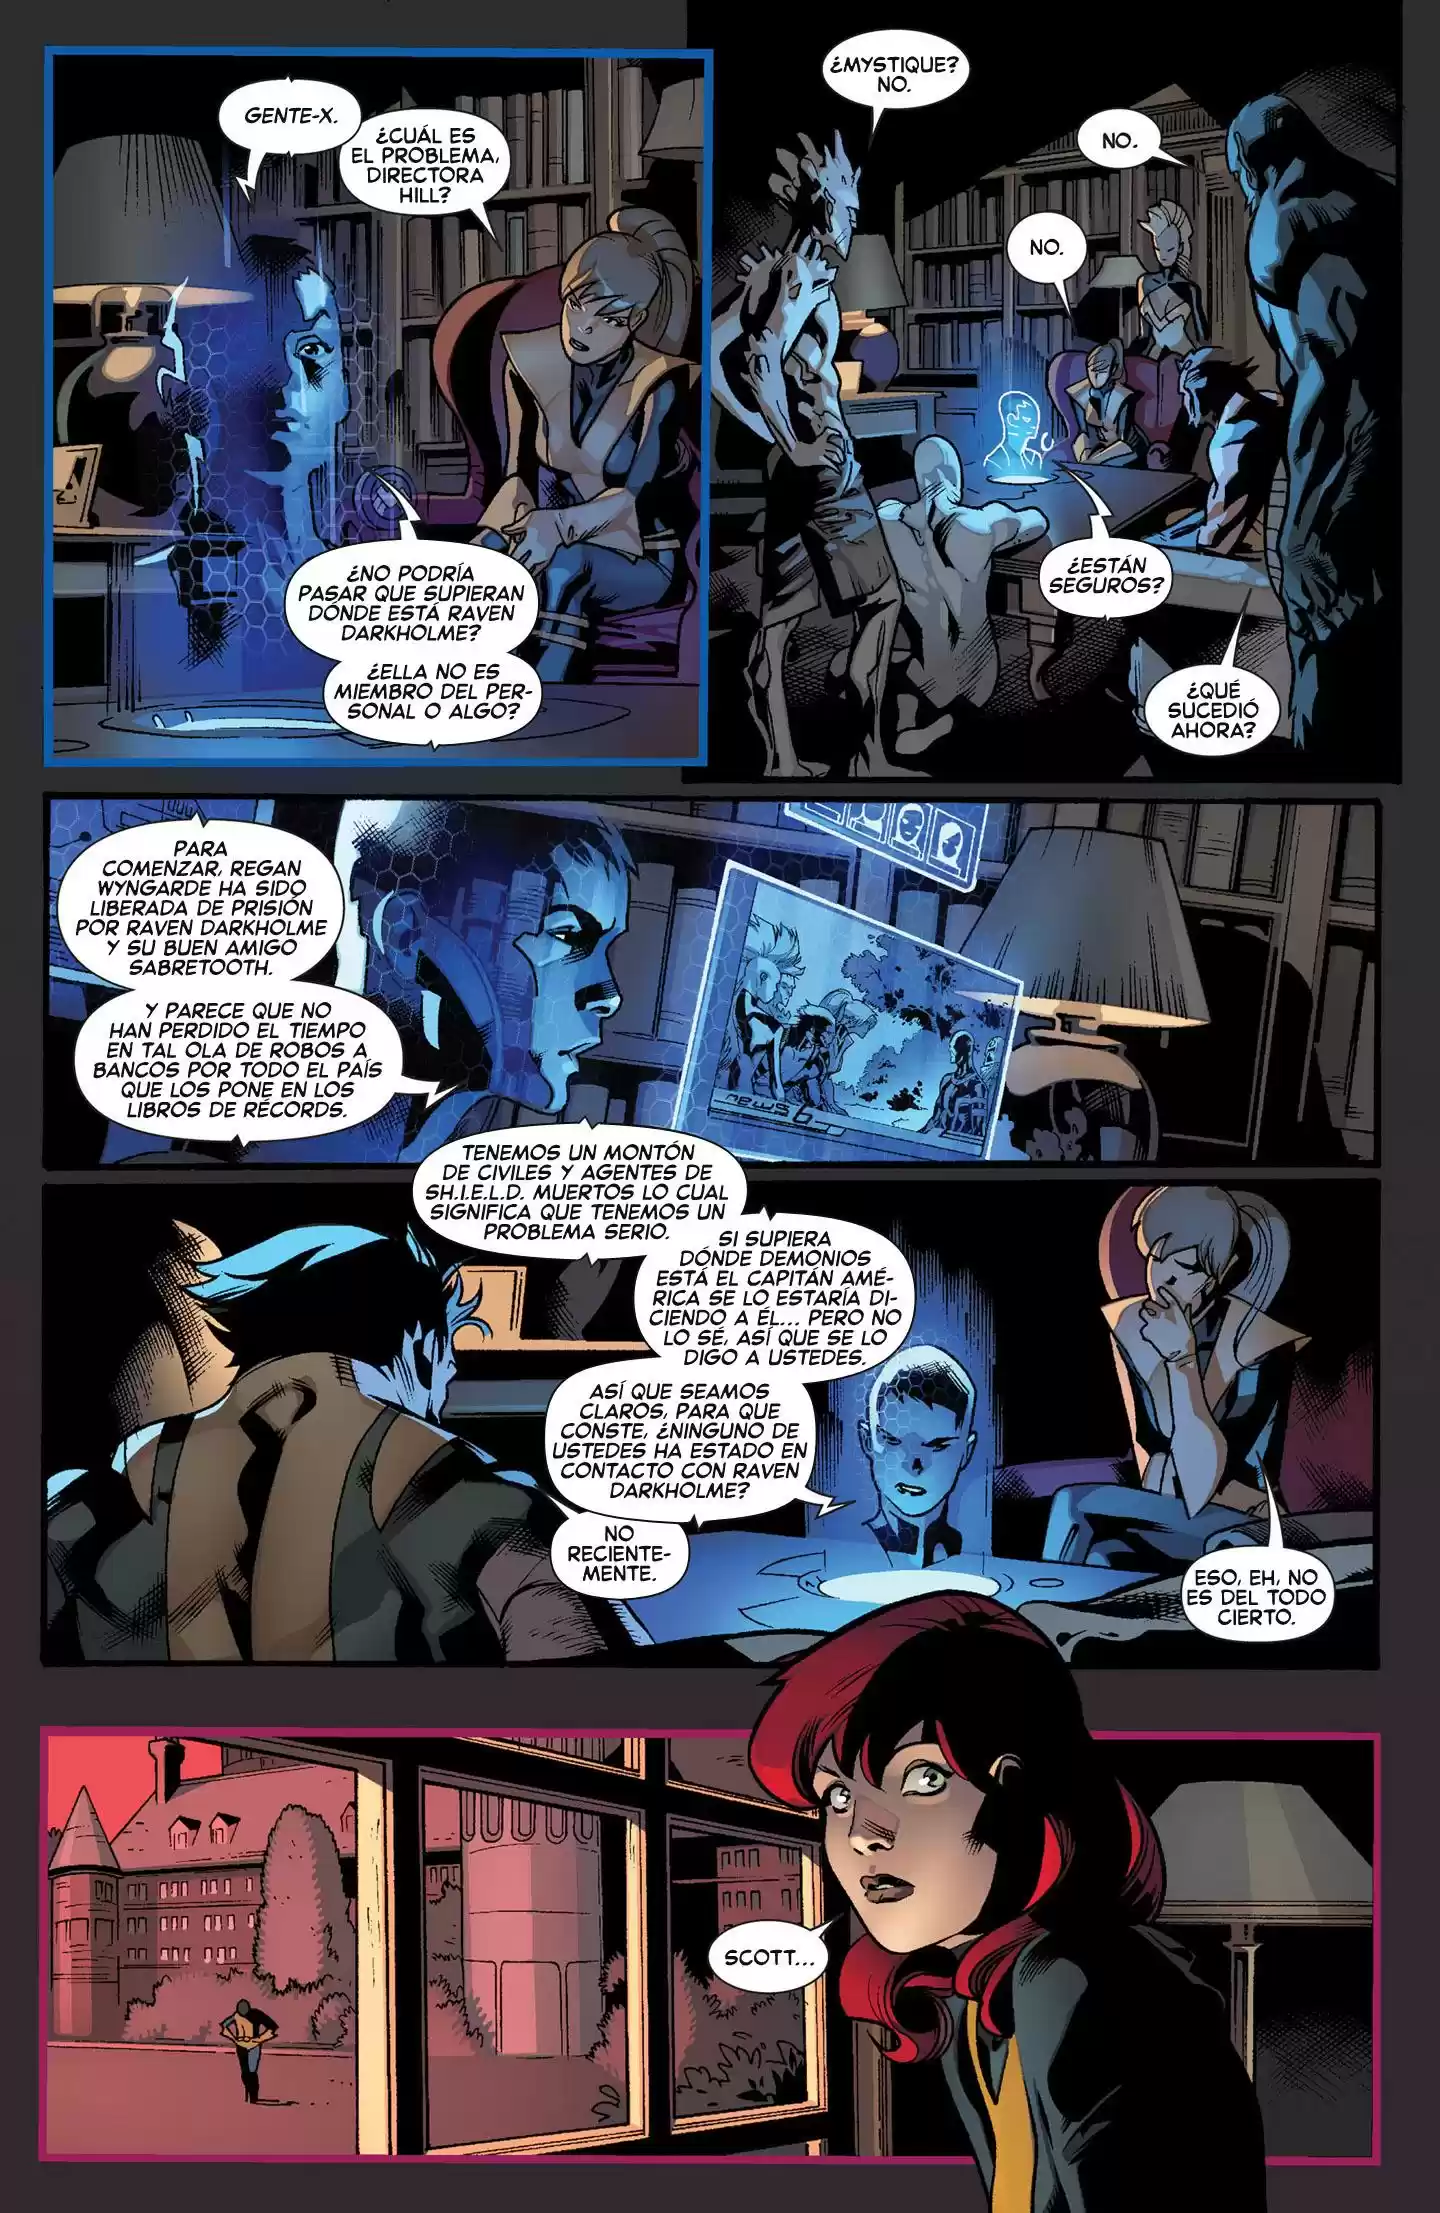 GENTE-X.
¿CUÁL ES
EL PROBLEMA,
DIRECTORA
HILL?
¿NO PODRÍA
PASAR QUE SUPIERAN
DÓNDE ESTÁ RAVEN
DARKHOLME?
¿ELLA NO ES
MIEMBRO DEL PER-
SONAL O ALGO?
¿MYSTIQUE?
NO.
NO.
NO.
¿ESTÁN
SEGUROS?
¿QUÉ
SUCEDIÓ
AHORA?
PARA
COMENZAR, REGAN
WYNGARDE HA SIDO
LIBERADA DE PRISIÓN
POR RAVEN DARKHOLME
Y SU BUEN AMIGO
SABRETOOTH.
Y PARECE QUE NO
HAN PERDIDO EL TIEMPO
EN TAL OLA DE ROBOS A
BANCOS POR TODO EL PAÍS
QUE LOS PONE EN LOS
LIBROS DE RÉCORDS.
news 6
TENEMOS UN MONTÓN
DE CIVILES Y AGENTES DE
SH.I.E.L.D. MUERTOS LO CUAL
SIGNIFICA QUE TENEMOS UN
PROBLEMA SERIO.
SI SUPIERA
DÓNDE DEMONIOS
ESTÁ EL CAPITÁN AMÉ-
RICA SE LO ESTARÍA DI-
CIENDO A ÉL... PERO NO
LO SÉ, ASÍ QUE SE LO
DIGO A USTEDES.
ASÍ QUE SEAMOS
CLAROS, PARA QUE
CONSTE, ¿NINGUNO DE
USTEDES HA ESTADO EN
CONTACTO CON RAVEN
DARKHOLME?
NO
RECIENTE-
MENTE.
ESO, EH, NO
ES DEL TODO
CIERTO.
SCOTT...